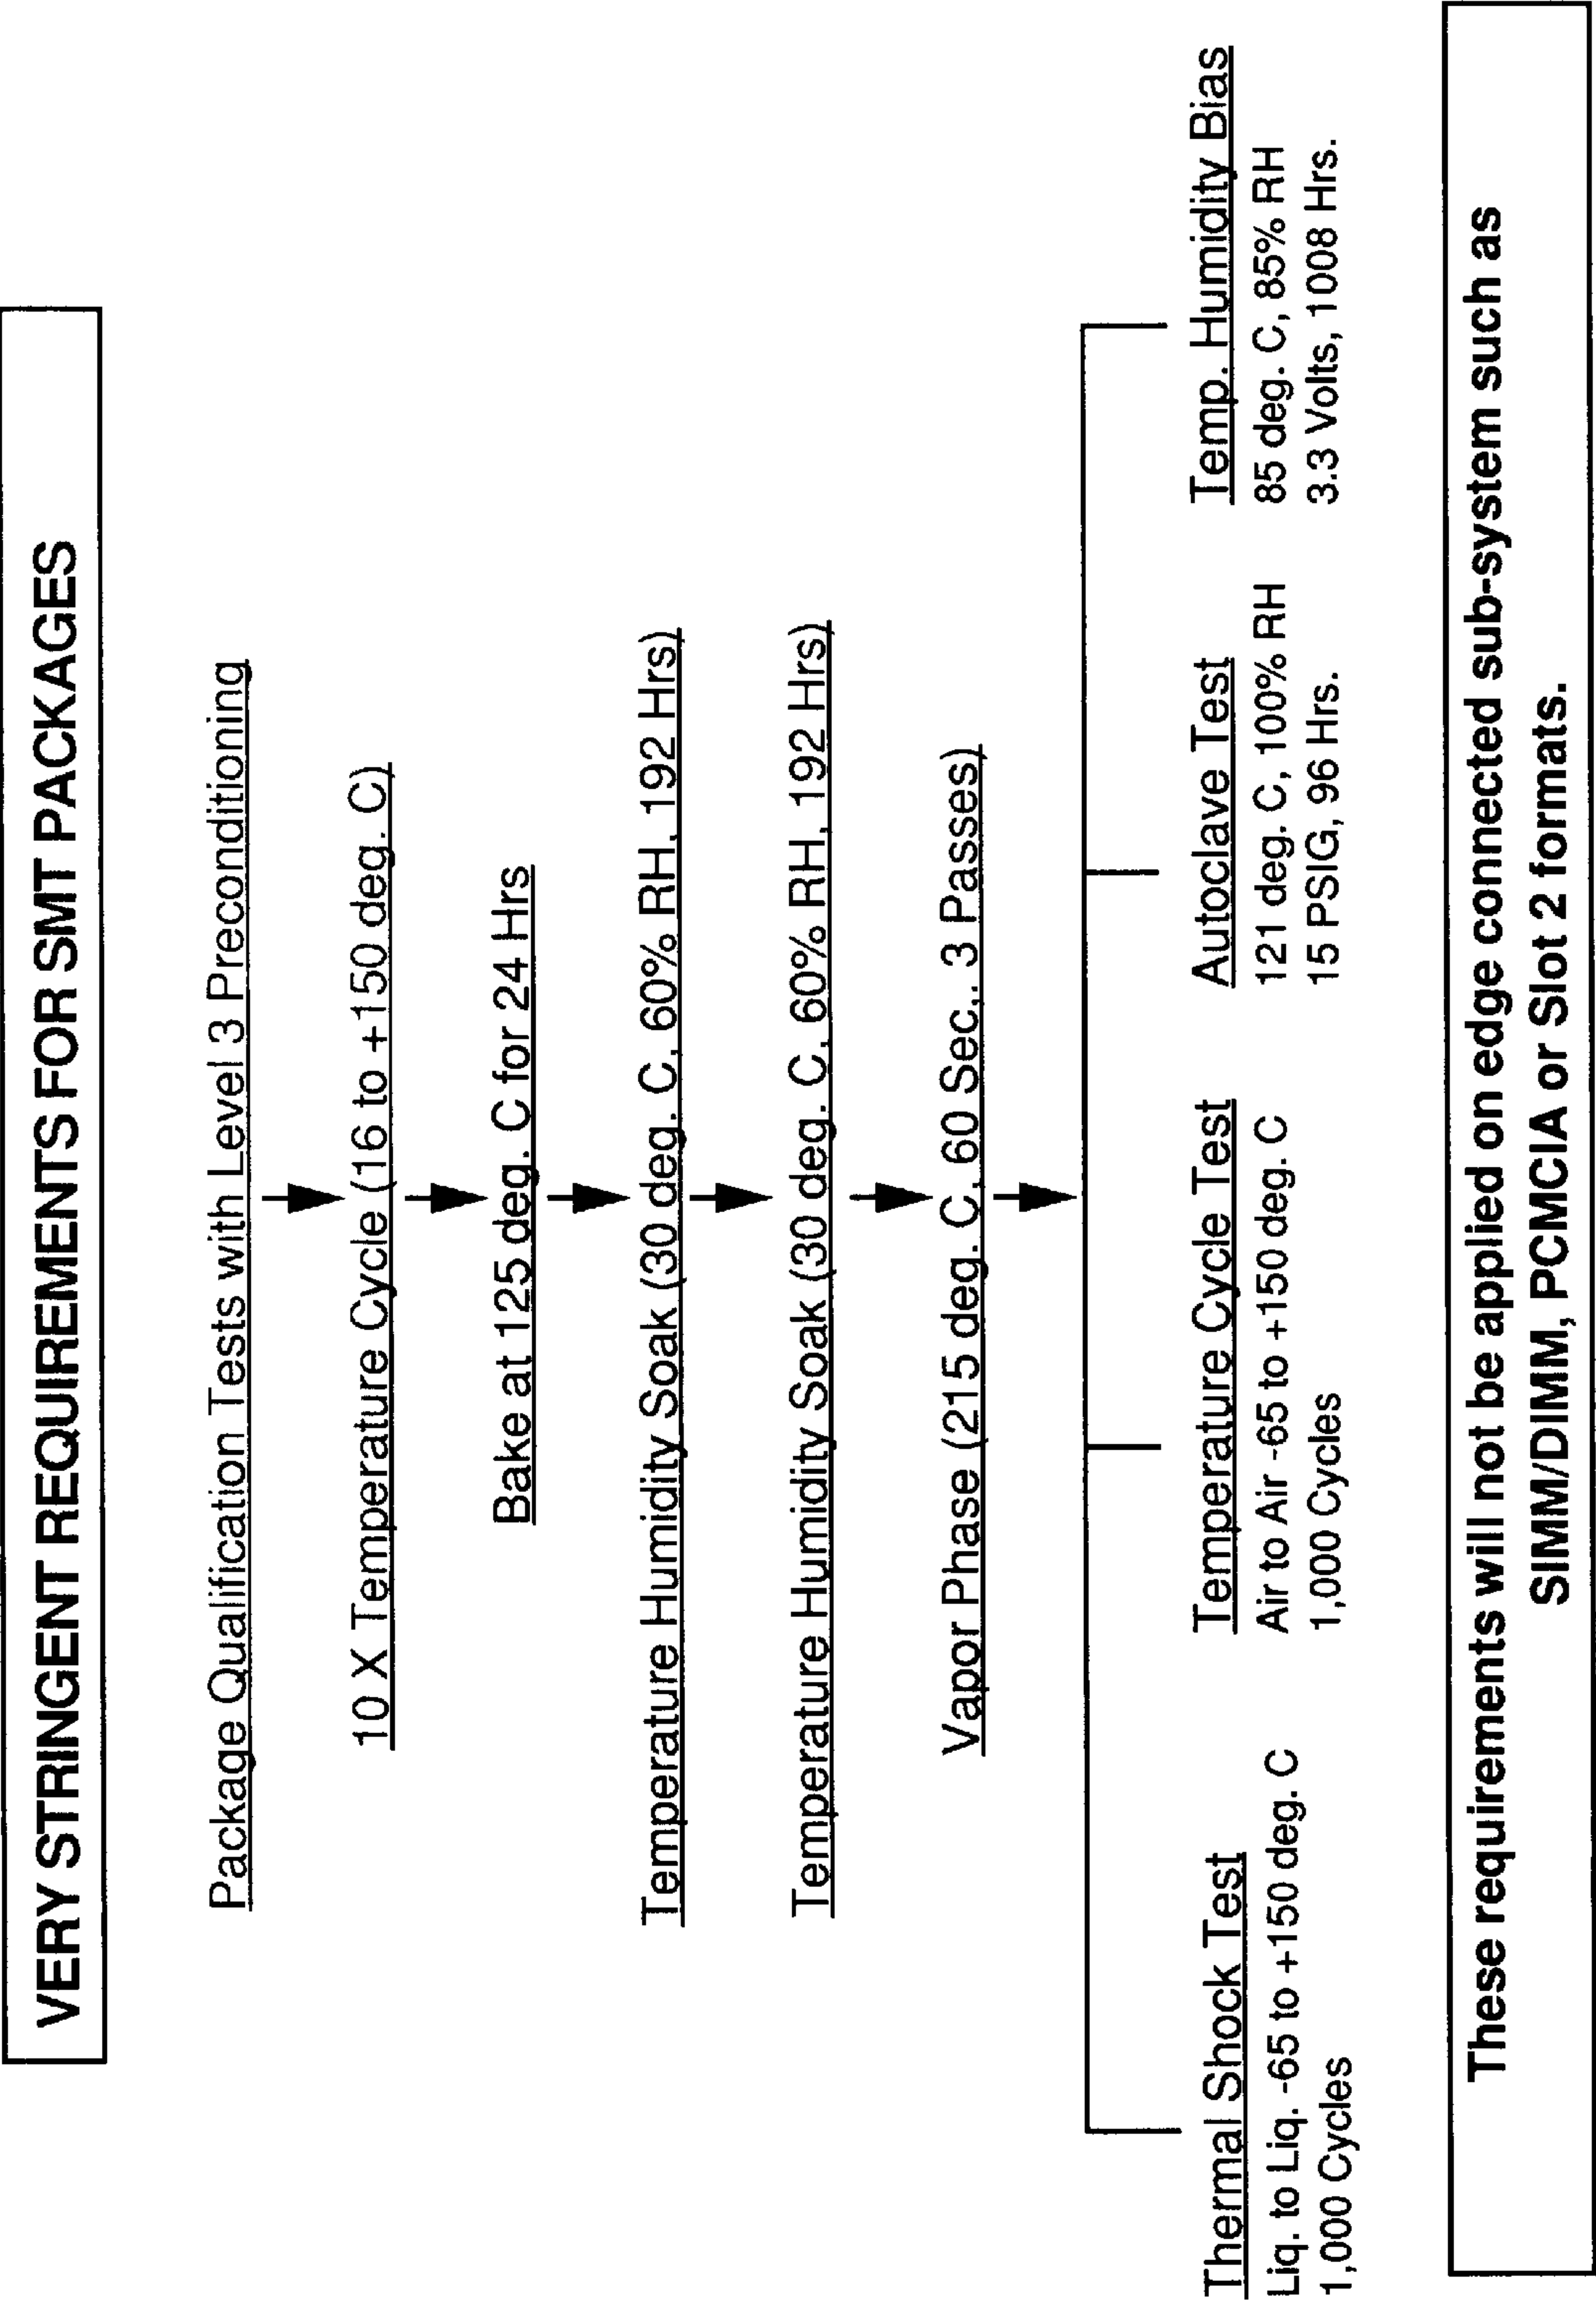 VERY STRINGENT REQUIREMENTS FOR SMT PACKAGES
Package Qualification Tests with Level 3 Preconditioning
10 X Temperature Cycle (16 to +150 deg. C)
Bake at 125 deg. C for 24 Hrs
Temperature Humidity Soak (30 deg. C, 60% RH, 192 Hrs)
Temperature Humidity Soak (30 deg. C, 60% RH, 192 Hrs)
Vapor Phase (215 deg. C, 60 Sec,. 3 Passes)
Thermal Shock Test
Liq. to Liq. -65 to +150 deg. C
1,000 Cycles
Temperature Cycle Test
Air to Air -65 to +150 deg. C
1,000 Cycles
Autoclave Test
121 deg. C, 100% RH
15 PSIG, 96 Hrs.
Temp. Humidity Bias
85 deg. C, 85% RH
3.3 Volts, 1008 Hrs.
These requirements will not be applied on edge connected sub-system such as
SIMM/DIMM, PCMCIA or Slot 2 formats.